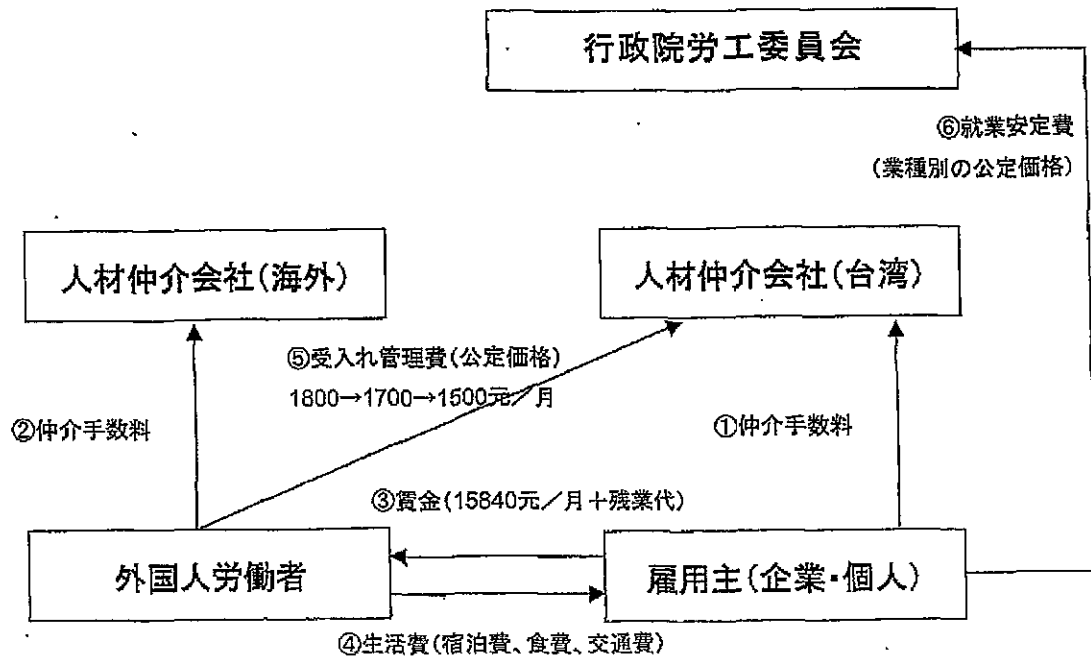 行政院労工委員会
⑥就業安定費
(業種別の公定価格)
人材仲介会社(海外)
人材仲介会社(台湾)
⑤受入れ管理費(公定価格)
1800→1700→1500元/月
②仲介手数料
①仲介手数料
③賃金(15840元/月+残業代)
外国人労働者
雇用主(企業・個人)
④生活費(宿泊費、食費、交通費)